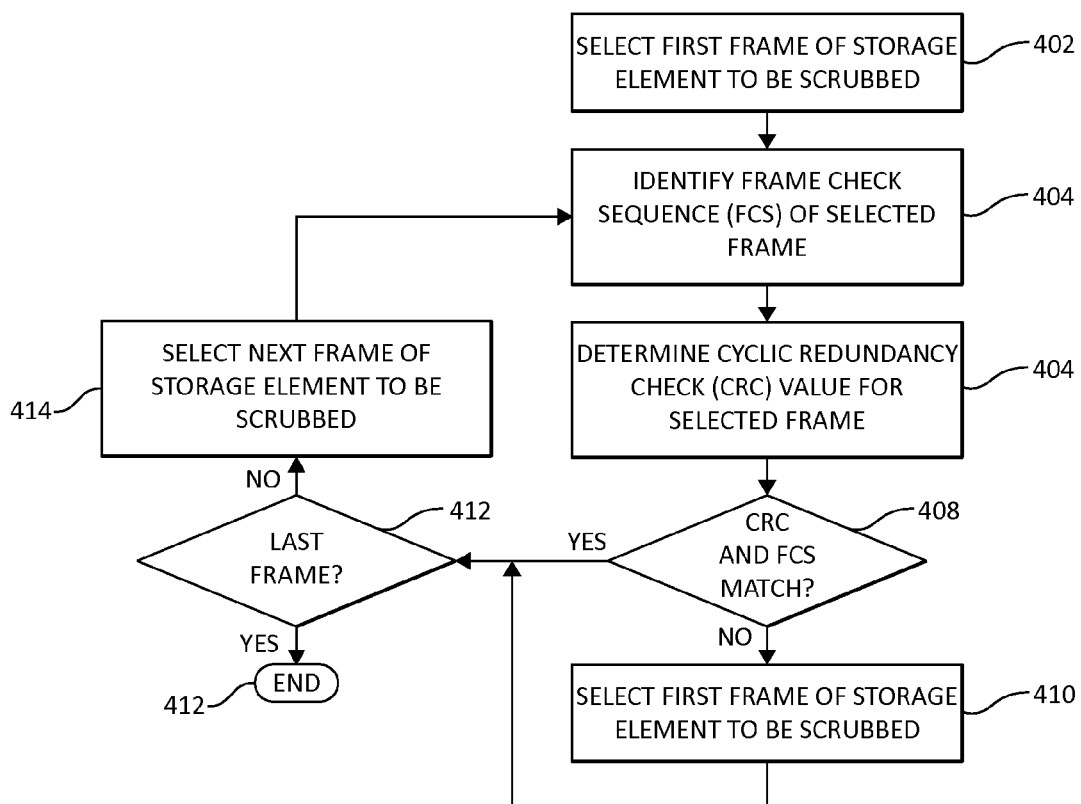 SELECT FIRST FRAME OF STORAGE
ELEMENT TO BE SCRUBBED
402
IDENTIFY FRAME CHECK
SEQUENCE (FCS) OF SELECTED
FRAME
404
DETERMINE CYCLIC REDUNDANCY
CHECK (CRC) VALUE FOR
SELECTED FRAME
404
CRC
AND FCS
MATCH?
408
YES
NO
SELECT FIRST FRAME OF STORAGE
ELEMENT TO BE SCRUBBED
410
LAST
FRAME?
412
NO
YES
SELECT NEXT FRAME OF
STORAGE ELEMENT TO BE
SCRUBBED
414
END
412